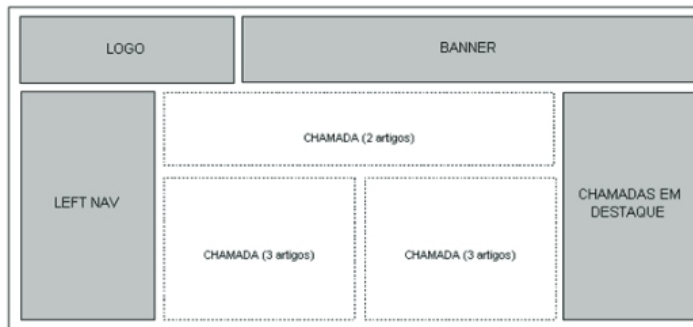 LOGO
BANNER
CHAMADA (2 artigos)
LEFT NAV
CHAMADAS EM
DESTAQUE
CHAMADA (3 artigos)
CHAMADA (3 artigos)